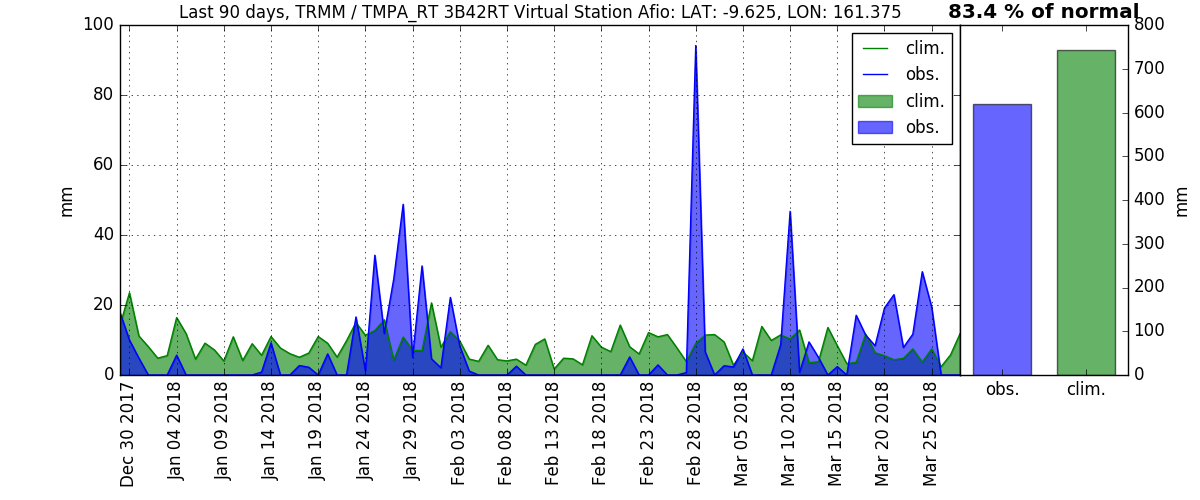 Last 90 days, TRMM / TMPA_RT 3B42RT Virtual Station Afio: LAT: -9.625, LON: 161.375
83.4 % of normal
100
80
60
40
20
0
mm
clim.
obs.
clim.
obs.
Dec 30 2017
Jan 04 2018
Jan 09 2018
Jan 14 2018
Jan 19 2018
Jan 24 2018
Jan 29 2018
Feb 03 2018
Feb 08 2018
Feb 13 2018
Feb 18 2018
Feb 23 2018
Feb 28 2018
Mar 05 2018
Mar 10 2018
Mar 15 2018
Mar 20 2018
Mar 25 2018
800
700
600
500
400
300
200
100
0
mm
obs.
clim.